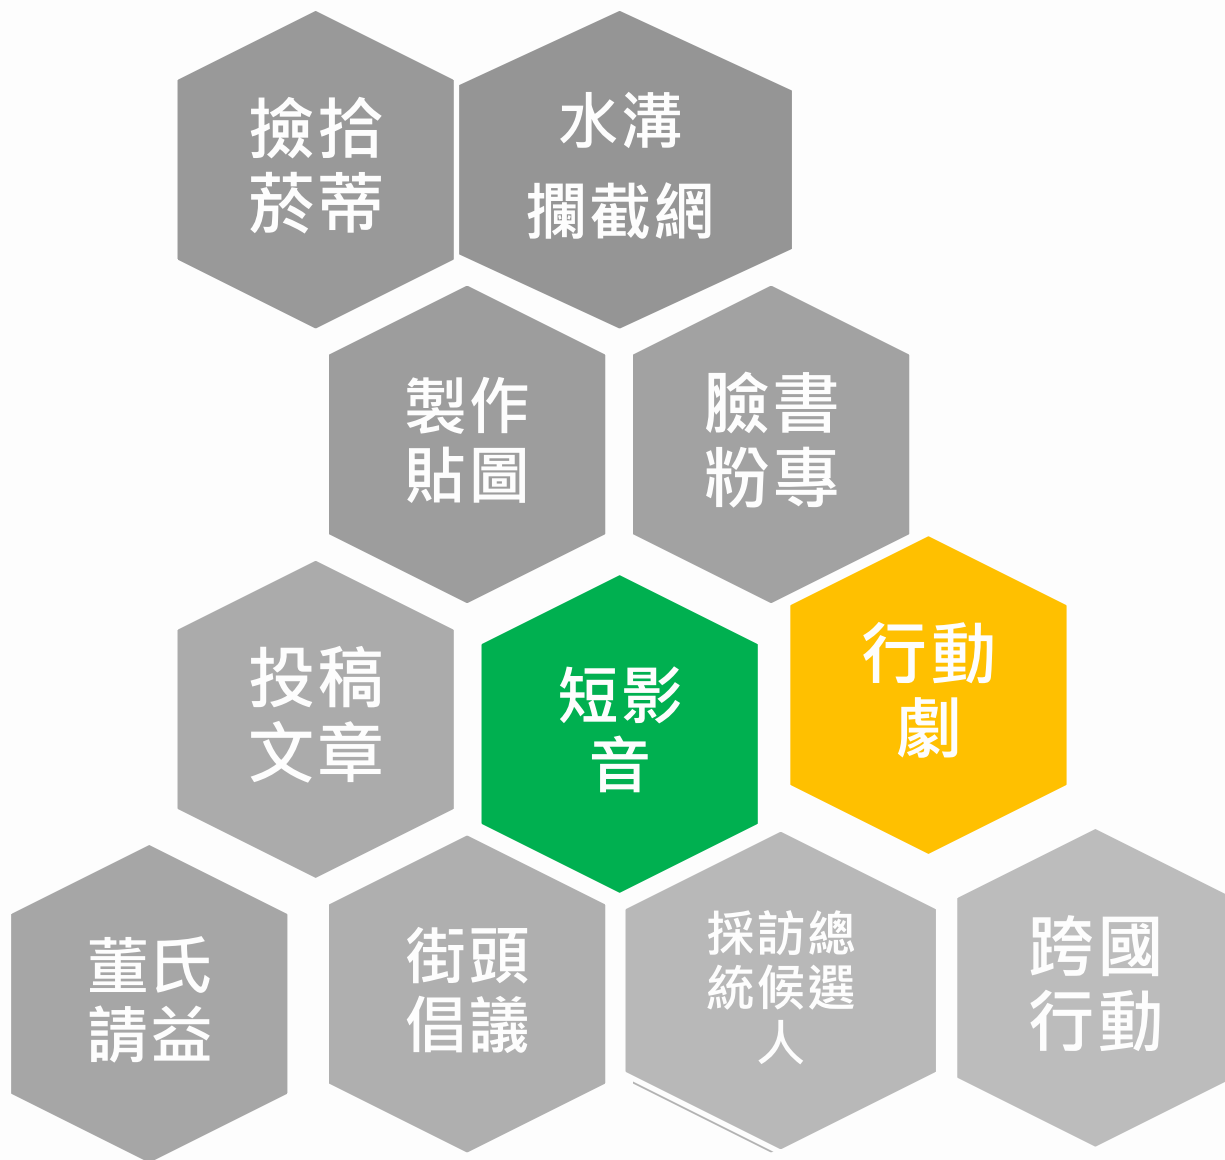 撿拾
菸蒂
水溝
攔截網
製作
貼圖
臉書
粉專
投稿
文章
短影
音
行動
劇
董氏
請益
街頭
倡議
採訪總
統候選
人
跨國
行動